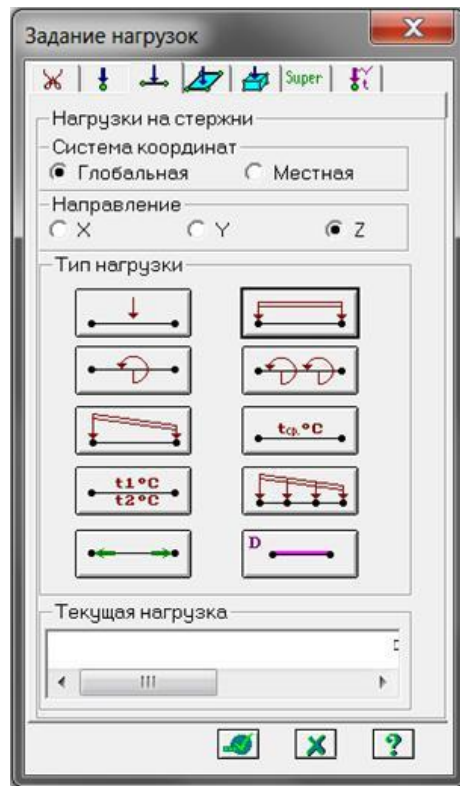 Задание нагрузок
Super t
Нагрузки на стержни
Система координат
Глобальная Местная
Направление
X Y Z
Тип нагрузки
tср.°C
t1°C
t2°C
D
Текущая нагрузка
?